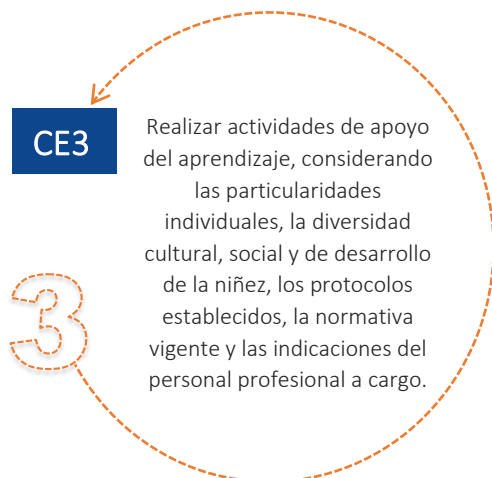 CE3
Realizar actividades de apoyo
del aprendizaje, considerando
las particularidades
individuales, la diversidad
cultural, social y de desarrollo
de la niñez, los protocolos
establecidos, la normativa
vigente y las indicaciones del
personal profesional a cargo.
3